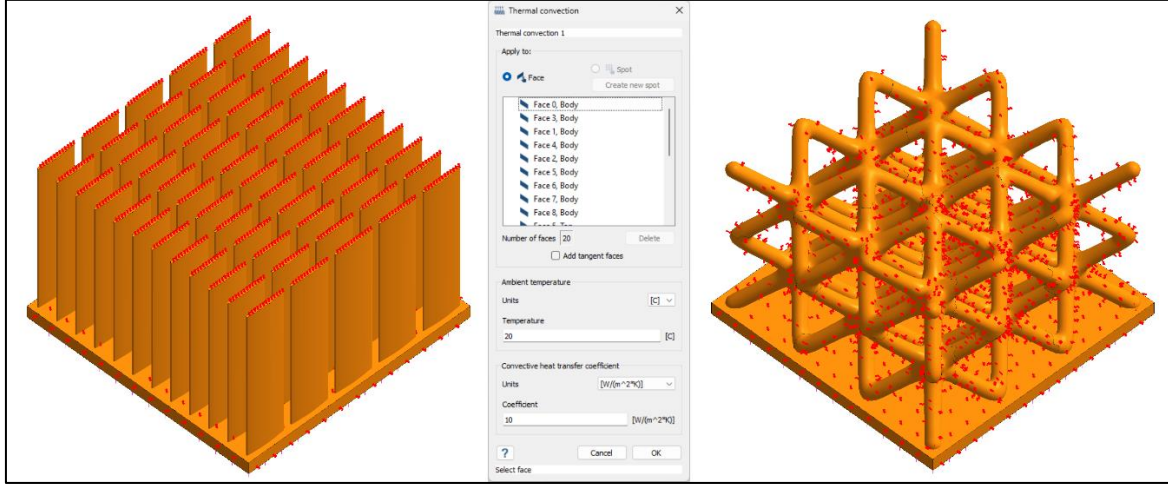 Thermal convection
Thermal convection 1
Apply to:
Face
Spot
Create new spot
Face 0, Body
Face 3, Body
Face 1, Body
Face 4, Body
Face 2, Body
Face 5, Body
Face 6, Body
Face 7, Body
Face 8, Body
Number of faces 20 Delete
Add tangent faces
Ambient temperature
Units [C]
Temperature
20 [C]
Convective heat transfer coefficient
Units [W/(m^2*K)]
Coefficient
10 [W/(m^2*K)]
? Cancel OK
Select face